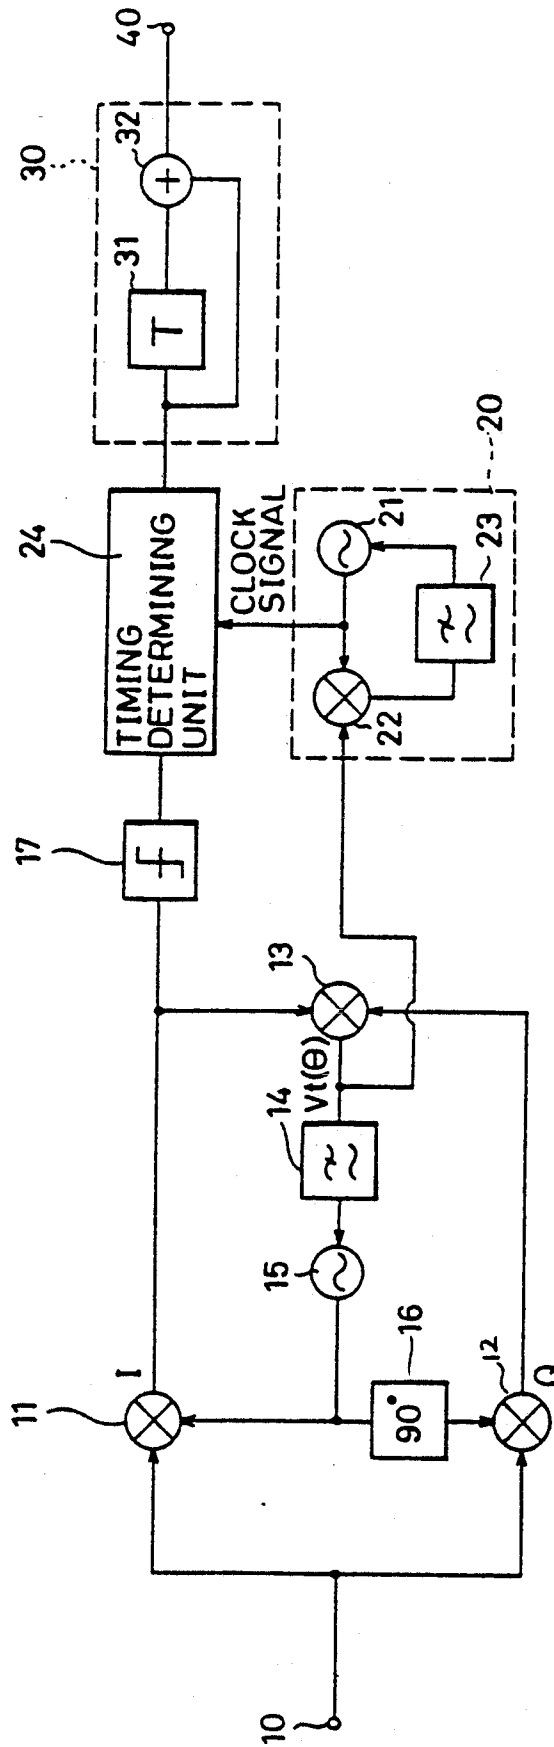 10
11
I
12
Q
90°
16
15
14
Vt(θ)
13
17
TIMING
DETERMINING
UNIT
24
CLOCK
SIGNAL
20
21
22
23
30
T
31
+
32
40